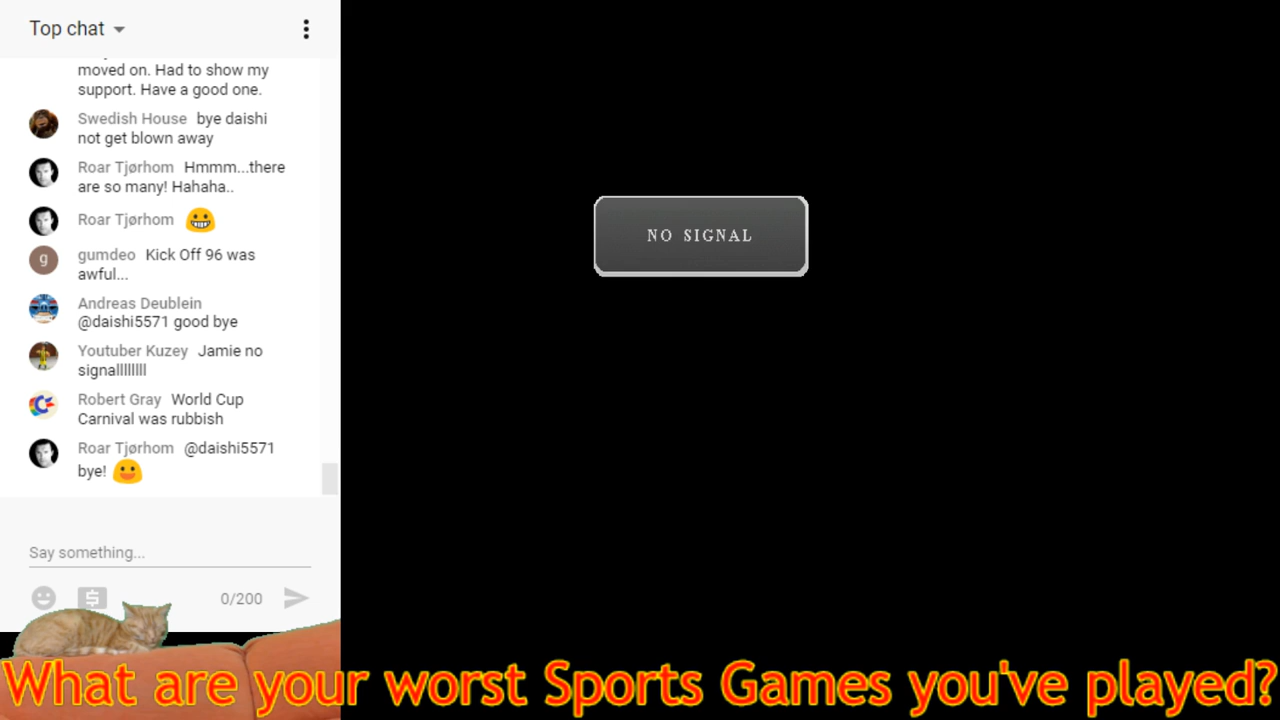 Top chat
moved on. Had to show my
support. Have a good one.
Swedish House bye daishi
not get blown away
Roar Tjørhom Hmmm...there
are so many! Hahaha..
Roar Tjørhom
g
gumdeo Kick Off 96 was
awful...
Andreas Deublein
@daishi5571 good bye
Youtuber Kuzey Jamie no
signallllllll
Robert Gray World Cup
Carnival was rubbish
Roar Tjørhom @daishi5571
bye!
Say something...
0/200
NO SIGNAL
What are your worst Sports Games you've played?